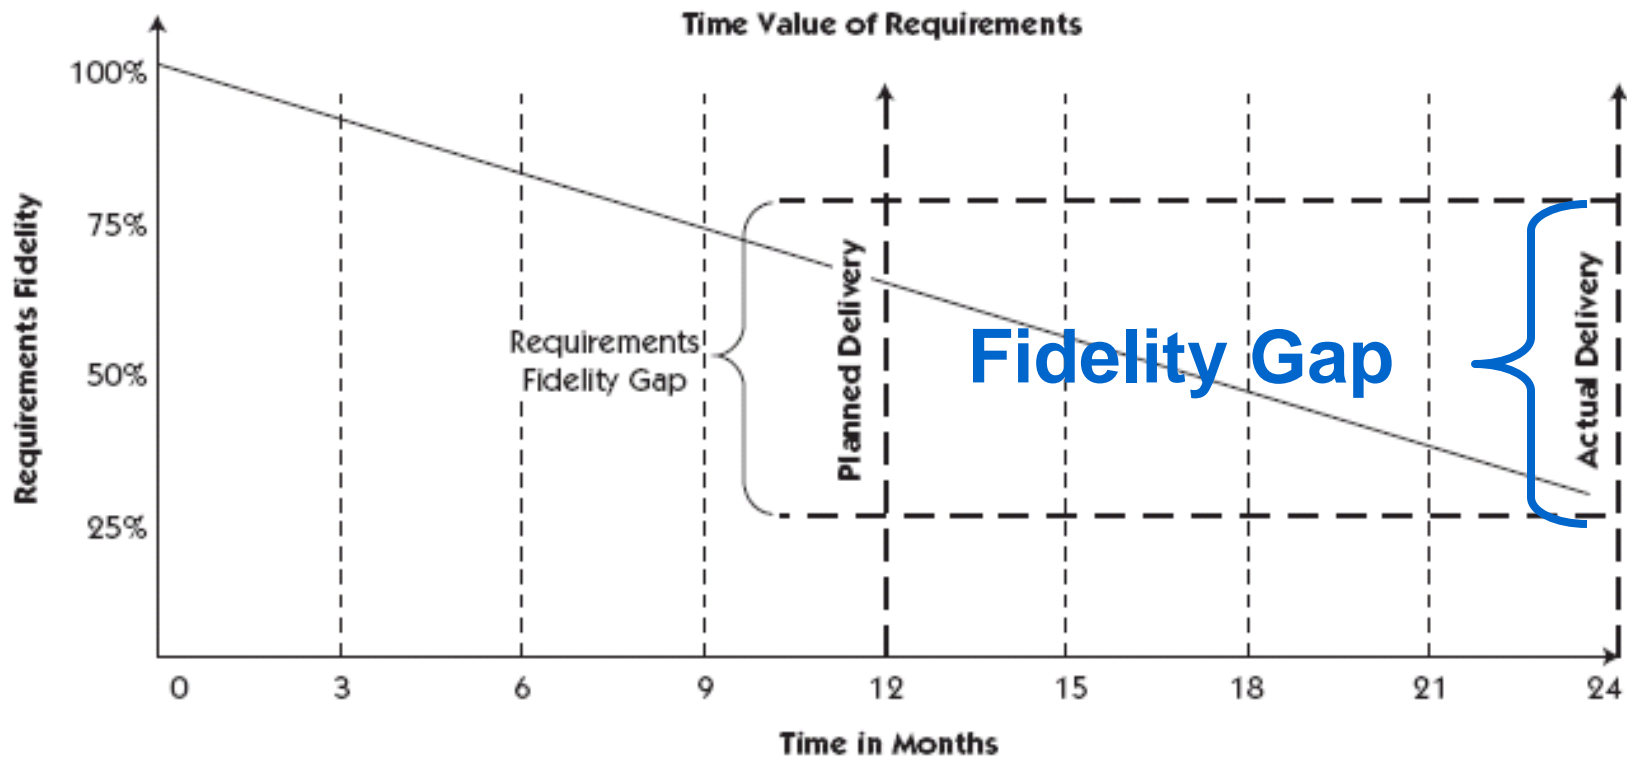 Time Value of Requirements
100%
75%
50%
25%
Requirements Fidelity
Requirements
Fidelity Gap
Planned Delivery
Fidelity Gap
Actual Delivery
0 3 6 9 12 15 18 21 24
Time in Months